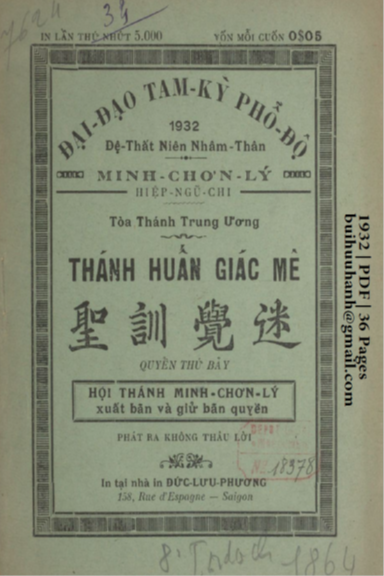 IN LẦN THỨ NHỨT 5.000
VỐN MỖI CUỐN 0$05
ĐẠI-ĐẠO TAM-KỲ PHỔ-ĐỘ
1932
Dệ-Thất Niên Nhâm-Thân
MINH-CHƠN-LÝ
HIỆP-NGŨ-CHI
Tòa Thánh Trung Ương
THÁNH HUẤN GIÁC MÊ
聖訓覺迷
QUYỂN THỨ BẢY
HỘI THÁNH MINH-CHƠN-LÝ
xuất bản và giử bản quyền
PHÁT RA KHÔNG THÂU LỜI
18378
In tại nhà in ĐỨC-LƯU-PHƯƠNG
158, Rue d'Espagne — Saigon
1864
1932 | PDF | 36 Pages
buihuuhanh@gmail.com